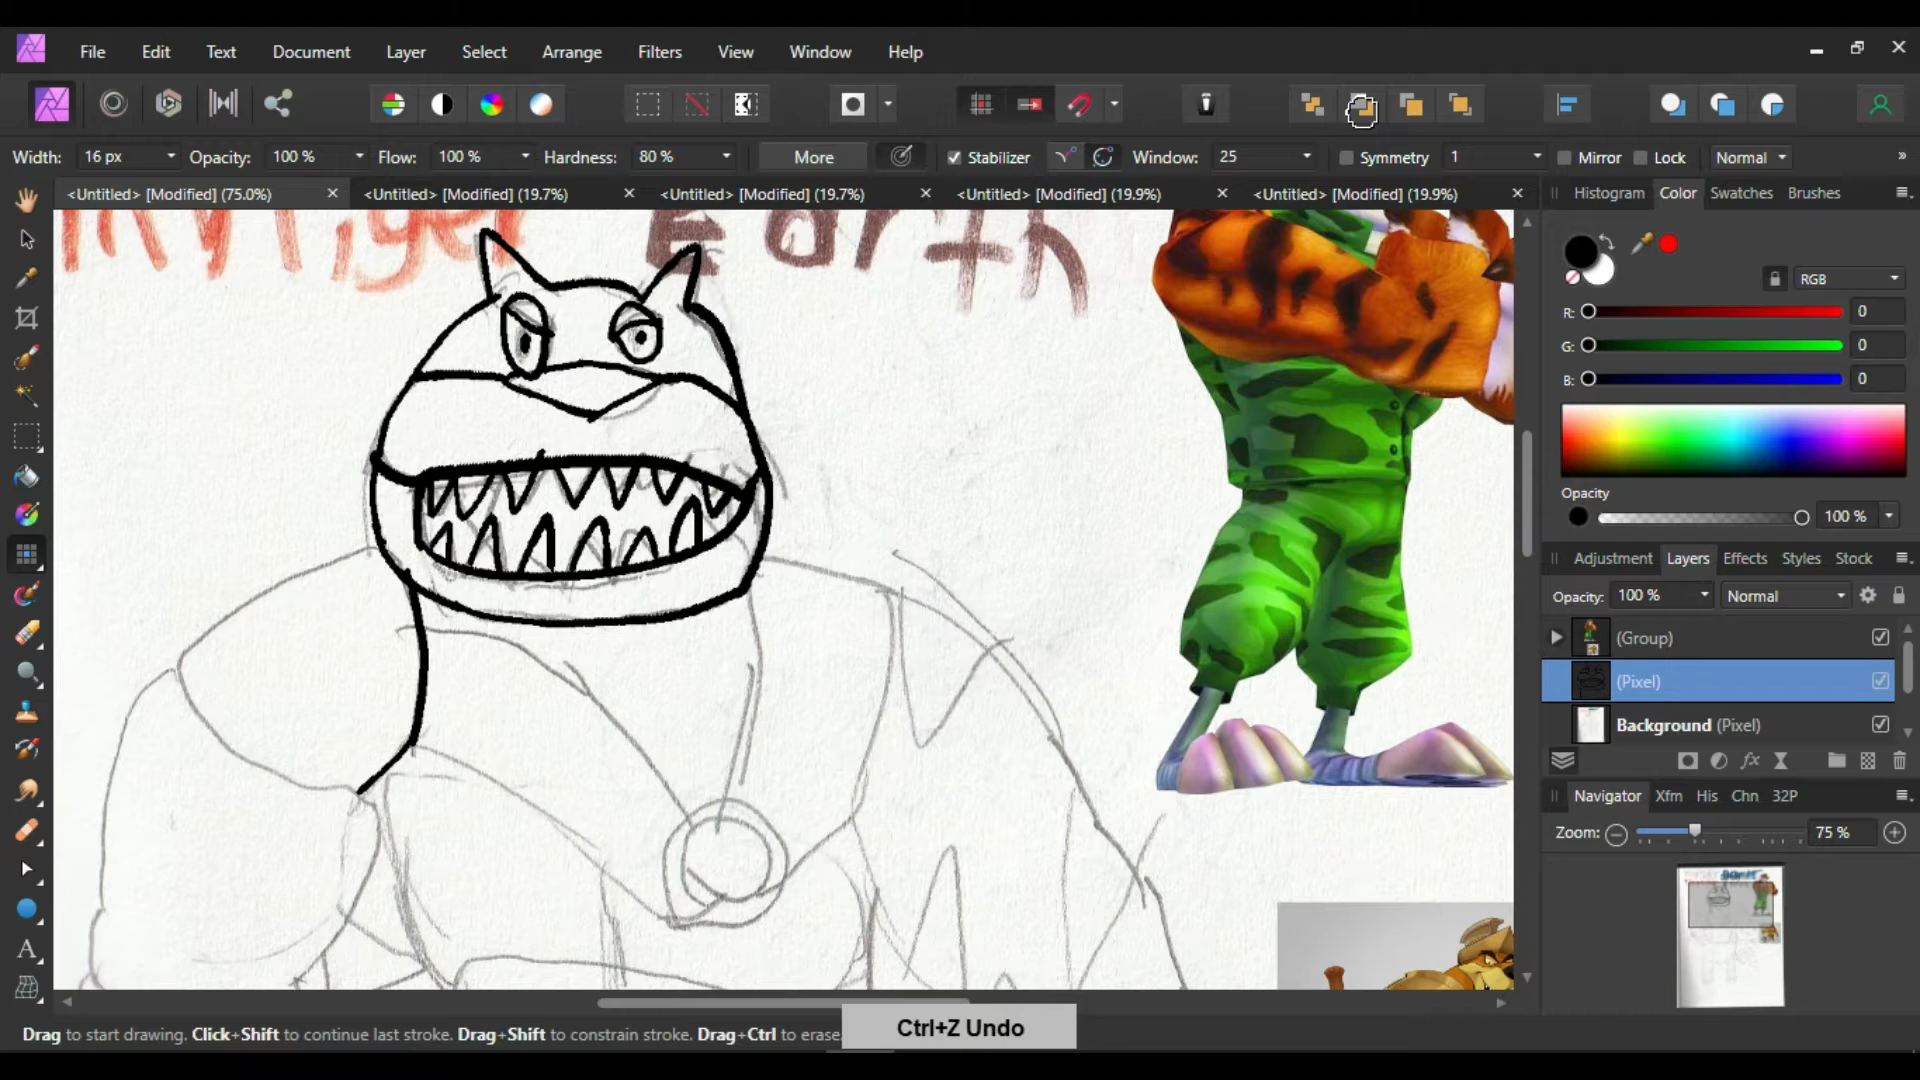 File Edit Text Document Layer Select Arrange Filters View Window Help
Width: 16 px Opacity: 100 % Flow: 100 % Hardness: 80 % More Stabilizer Window: 25 Symmetry 1 Mirror Lock Normal »
<Untitled> [Modified] (75.0%) <Untitled> [Modified] (19.7%) <Untitled> [Modified] (19.7%) <Untitled> [Modified] (19.9%) <Untitled> [Modified] (19.9%)
Histogram Color Swatches Brushes
Earth
RGB
R: 0
G: 0
B: 0
Opacity
100 %
Adjustment Layers Effects Styles Stock
Opacity: 100 % Normal
(Group)
(Pixel)
Background (Pixel)
Navigator Xfm His Chn 32P
Zoom: 75 %
Drag to start drawing. Click+Shift to continue last stroke. Drag+Shift to constrain stroke. Drag+Ctrl to erase.
Ctrl+Z Undo